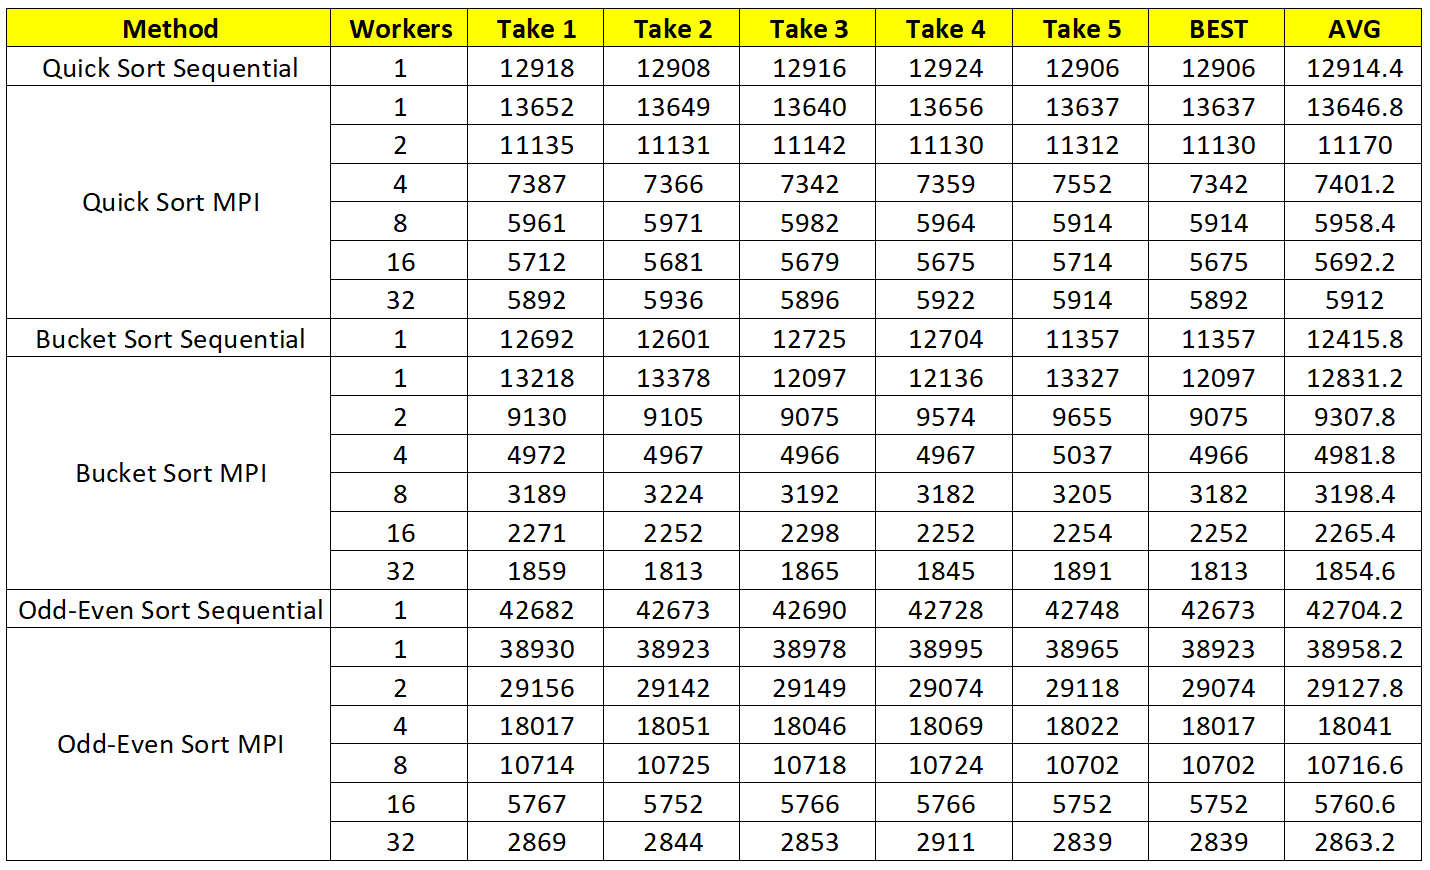 Method Workers Take 1 Take 2 Take 3 Take 4 Take 5 BEST AVG
Quick Sort Sequential 1 12918 12908 12916 12924 12906 12906 12914.4
Quick Sort MPI 1 13652 13649 13640 13656 13637 13637 13646.8
2 11135 11131 11142 11130 11312 11130 11170
4 7387 7366 7342 7359 7552 7342 7401.2
8 5961 5971 5982 5964 5914 5914 5958.4
16 5712 5681 5679 5675 5714 5675 5692.2
32 5892 5936 5896 5922 5914 5892 5912
Bucket Sort Sequential 1 12692 12601 12725 12704 11357 11357 12415.8
Bucket Sort MPI 1 13218 13378 12097 12136 13327 12097 12831.2
2 9130 9105 9075 9574 9655 9075 9307.8
4 4972 4967 4966 4967 5037 4966 4981.8
8 3189 3224 3192 3182 3205 3182 3198.4
16 2271 2252 2298 2252 2254 2252 2265.4
32 1859 1813 1865 1845 1891 1813 1854.6
Odd-Even Sort Sequential 1 42682 42673 42690 42728 42748 42673 42704.2
Odd-Even Sort MPI 1 38930 38923 38978 38995 38965 38923 38958.2
2 29156 29142 29149 29074 29118 29074 29127.8
4 18017 18051 18046 18069 18022 18017 18041
8 10714 10725 10718 10724 10702 10702 10716.6
16 5767 5752 5766 5766 5752 5752 5760.6
32 2869 2844 2853 2911 2839 2839 2863.2